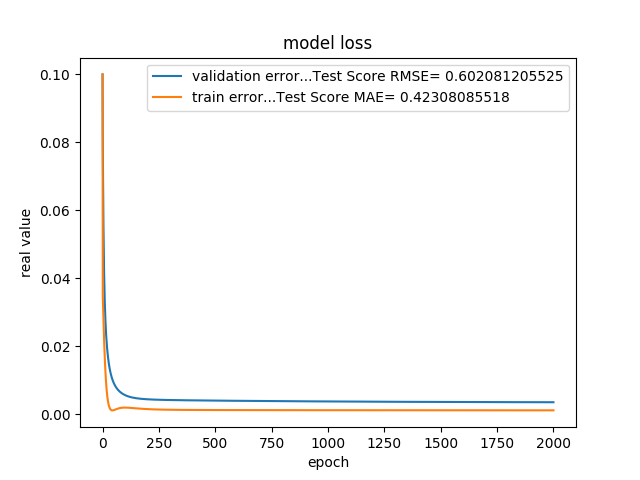 model loss
validation error...Test Score RMSE= 0.602081205525
train error...Test Score MAE= 0.42308085518
0.10
0.08
0.06
0.04
0.02
0.00
real value
0 250 500 750 1000 1250 1500 1750 2000
epoch